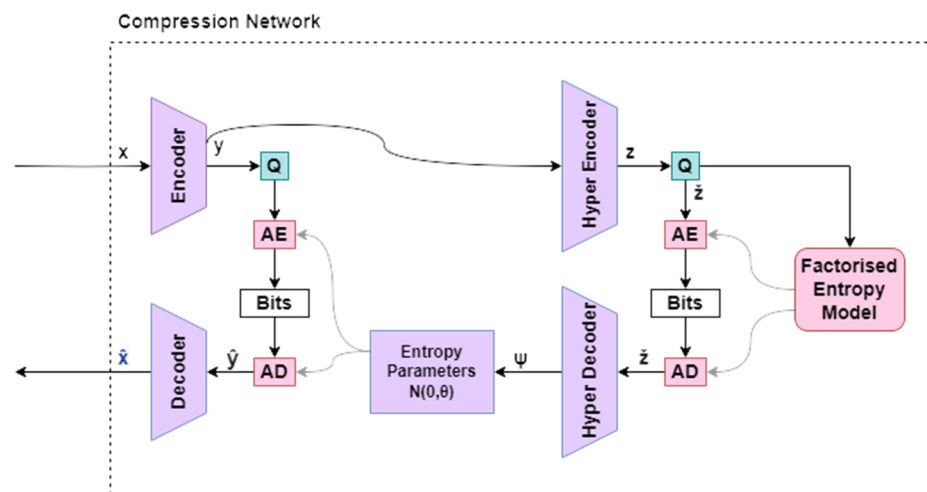 Compression Network
x
Encoder
y
Q
AE
Bits
AD
ŷ
Decoder
x̂
Hyper Encoder
z
Q
ž
AE
Bits
AD
ž
Hyper Decoder
ψ
Entropy
Parameters
N(0,θ)
Factorised
Entropy
Model